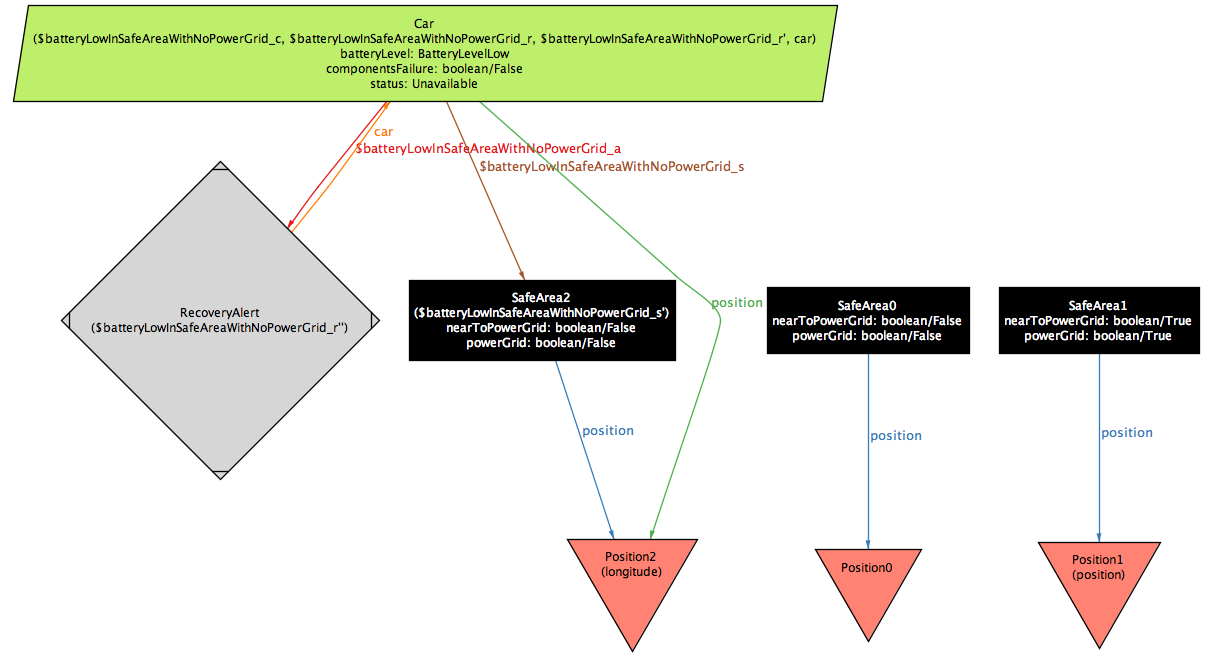 Car
($batteryLowInSafeAreaWithNoPowerGrid_c, $batteryLowInSafeAreaWithNoPowerGrid_r, $batteryLowInSafeAreaWithNoPowerGrid_r', car)
batteryLevel: BatteryLevelLow
componentsFailure: boolean/False
status: Unavailable
car
$batteryLowInSafeAreaWithNoPowerGrid_a
$batteryLowInSafeAreaWithNoPowerGrid_s
RecoveryAlert
($batteryLowInSafeAreaWithNoPowerGrid_r'')
position
SafeArea2
($batteryLowInSafeAreaWithNoPowerGrid_s')
nearToPowerGrid: boolean/False
powerGrid: boolean/False
SafeArea0
nearToPowerGrid: boolean/False
powerGrid: boolean/False
SafeArea1
nearToPowerGrid: boolean/True
powerGrid: boolean/True
position
position
position
Position2
(longitude)
Position0
Position1
(position)